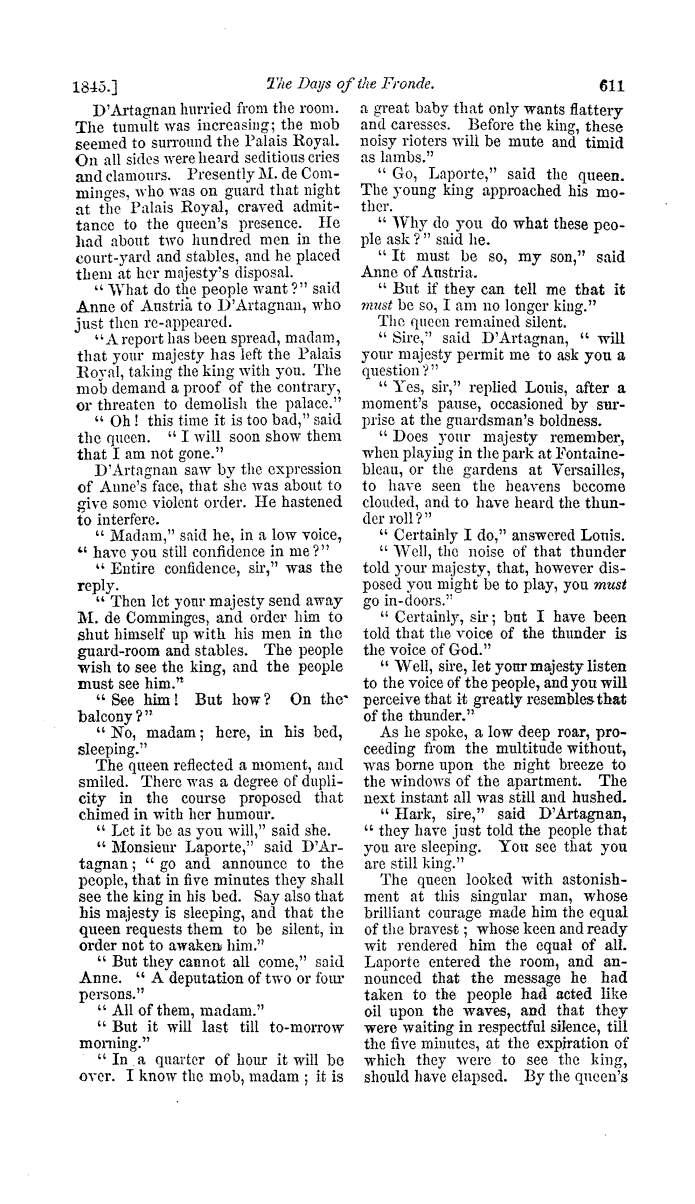 1845.] The Days of the Fronde. 611
D'Artagnan hurried from the room.
The tumult was increasing; the mob
seemed to surround the Palais Royal.
On all sides were heard seditious cries
and clamours. Presently M. de Com-
minges, who was on guard that night
at the Palais Royal, craved admit-
tance to the queen's presence. He
had about two hundred men in the
court-yard and stables, and he placed
them at her majesty's disposal.
" What do the people want?" said
Anne of Austria to D'Artagnan, who
just then re-appeared.
"A report has been spread, madam,
that your majesty has left the Palais
Royal, taking the king with you. The
mob demand a proof of the contrary,
or threaten to demolish the palace."
" Oh! this time it is too bad," said
the queen. " I will soon show them
that I am not gone."
D'Artagnan saw by the expression
of Anne's face, that she was about to
give some violent order. He hastened
to interfere.
" Madam," said he, in a low voice,
" have you still confidence in me?"
" Entire confidence, sir," was the
reply.
" Then let your majesty send away
M. de Comminges, and order him to
shut himself up with his men in the
guard-room and stables. The people
wish to see the king, and the people
must see him."
" See him! But how? On the
balcony?"
" No, madam; here, in his bed,
sleeping."
The queen reflected a moment, and
smiled. There was a degree of dupli-
city in the course proposed that
chimed in with her humour.
" Let it be as you will," said she.
" Monsieur Laporte," said D'Ar-
tagnan; " go and announce to the
people, that in five minutes they shall
see the king in his bed. Say also that
his majesty is sleeping, and that the
queen requests them to be silent, in
order not to awaken him."
" But they cannot all come," said
Anne. " A deputation of two or four
persons."
" All of them, madam."
" But it will last till to-morrow
morning."
" In a quarter of hour it will be
over. I know the mob, madam; it is
a great baby that only wants flattery
and caresses. Before the king, these
noisy rioters will be mute and timid
as lambs."
" Go, Laporte," said the queen.
The young king approached his mo-
ther.
" Why do you do what these peo-
ple ask?" said he.
" It must be so, my son," said
Anne of Austria.
" But if they can tell me that it
must be so, I am no longer king."
The queen remained silent.
" Sire," said D'Artagnan, " will
your majesty permit me to ask you a
question?"
" Yes, sir," replied Louis, after a
moment's pause, occasioned by sur-
prise at the guardsman's boldness.
" Does your majesty remember,
when playing in the park at Fontaine-
bleau, or the gardens at Versailles,
to have seen the heavens become
clouded, and to have heard the thun-
der roll?"
" Certainly I do," answered Louis.
" Well, the noise of that thunder
told your majesty, that, however dis-
posed you might be to play, you must
go in-doors."
" Certainly, sir; but I have been
told that the voice of the thunder is
the voice of God."
" Well, sire, let your majesty listen
to the voice of the people, and you will
perceive that it greatly resembles that
of the thunder."
As he spoke, a low deep roar, pro-
ceeding from the multitude without,
was borne upon the night breeze to
the windows of the apartment. The
next instant all was still and hushed.
" Hark, sire," said D'Artagnan,
" they have just told the people that
you are sleeping. You see that you
are still king."
The queen looked with astonish-
ment at this singular man, whose
brilliant courage made him the equal
of the bravest; whose keen and ready
wit rendered him the equal of all.
Laporte entered the room, and an-
nounced that the message he had
taken to the people had acted like
oil upon the waves, and that they
were waiting in respectful silence, till
the five minutes, at the expiration of
which they were to see the king,
should have elapsed. By the queen's